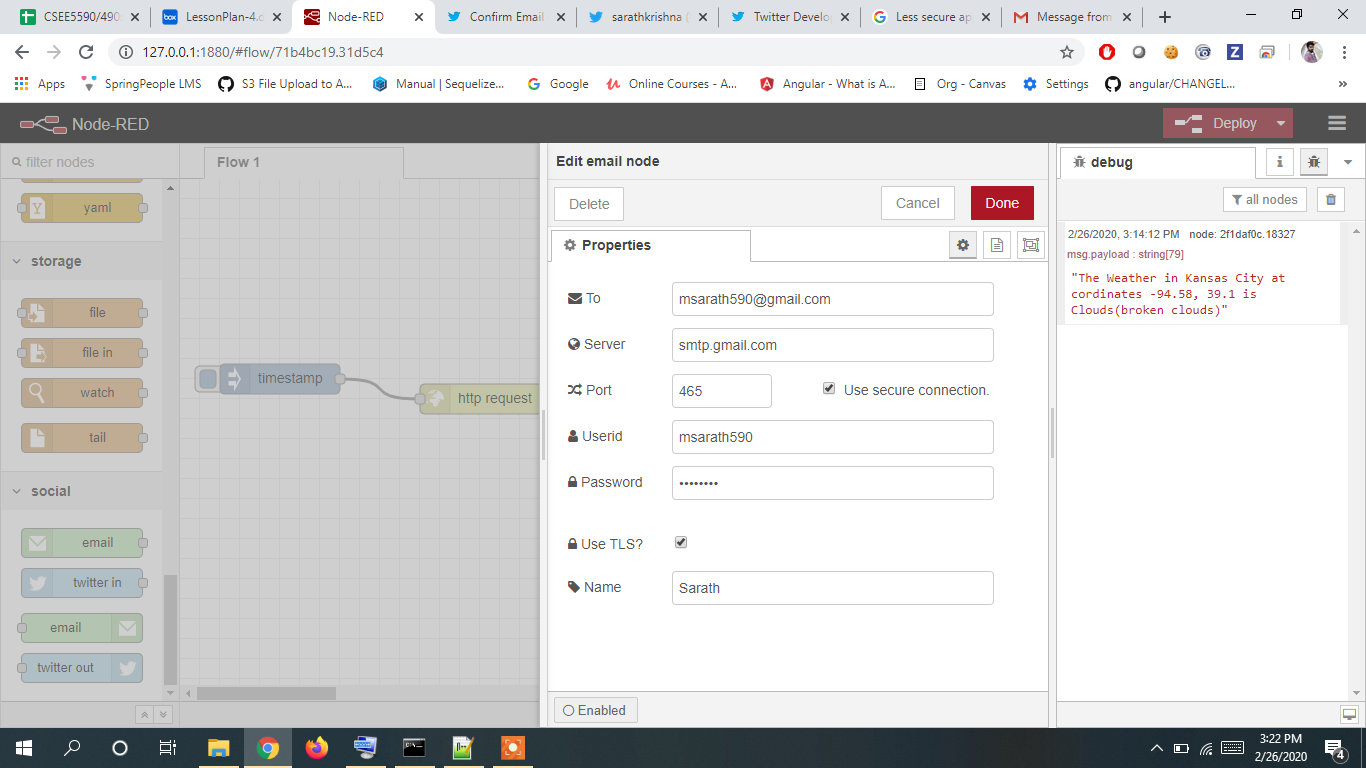 CSEE5590/490
LessonPlan-4.
Node-RED
Confirm Email
sarathkrishna (
Twitter Develo
Less secure ap
Message from
127.0.0.1:1880/#flow/71b4bc19.31d5c4
Apps
SpringPeople LMS
S3 File Upload to A...
Manual | Sequelize...
Google
Online Courses - A...
Angular - What is A...
Org - Canvas
Settings
angular/CHANGEL...
»
Node-RED
Deploy
filter nodes
Flow 1
yaml
storage
file
file in
watch
tail
social
email
twitter in
email
twitter out
timestamp
http request
Edit email node
Delete
Cancel
Done
Properties
To
msarath590@gmail.com
Server
smtp.gmail.com
Port
465
Use secure connection.
Userid
msarath590
Password
••••••••
Use TLS?
Name
Sarath
Enabled
debug
i
all nodes
2/26/2020, 3:14:12 PM node: 2f1daf0c.18327
msg.payload : string[79]
"The Weather in Kansas City at
cordinates -94.58, 39.1 is
Clouds(broken clouds)"
3:22 PM
2/26/2020
4